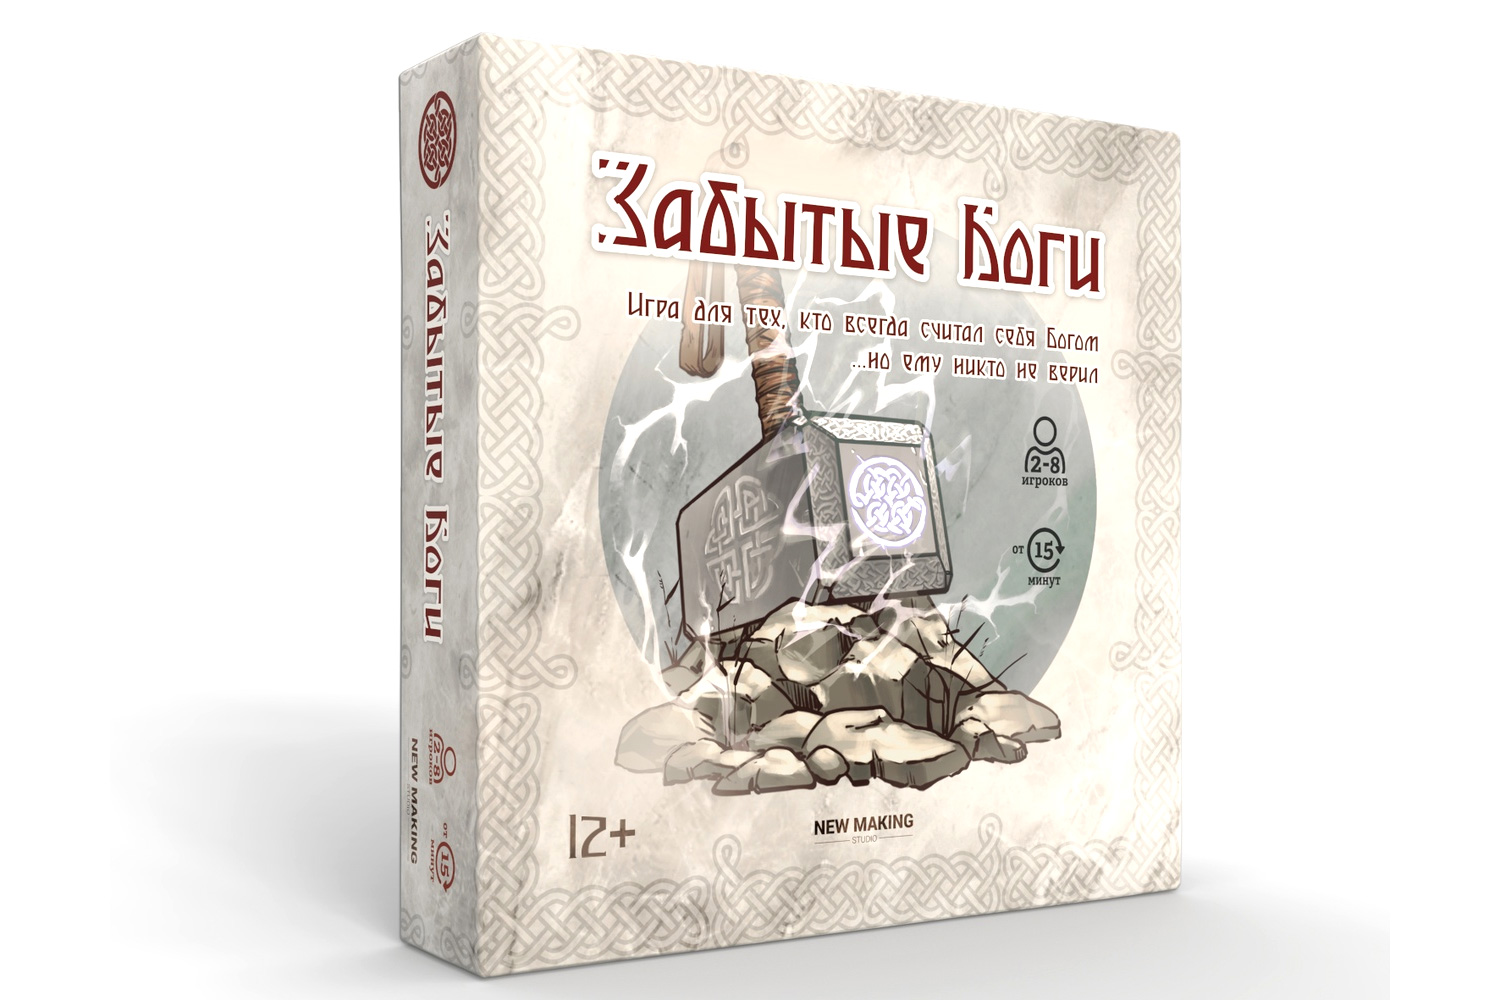 Забытые Боги
Игра для тех, кто всегда считал себя Богом
...но ему никто не верил
2-8
игроков
от 15
минут
12+
NEW MAKING
STUDIO
Забытые Боги
2-8
игроков
от 15
минут
NEW MAKING
STUDIO